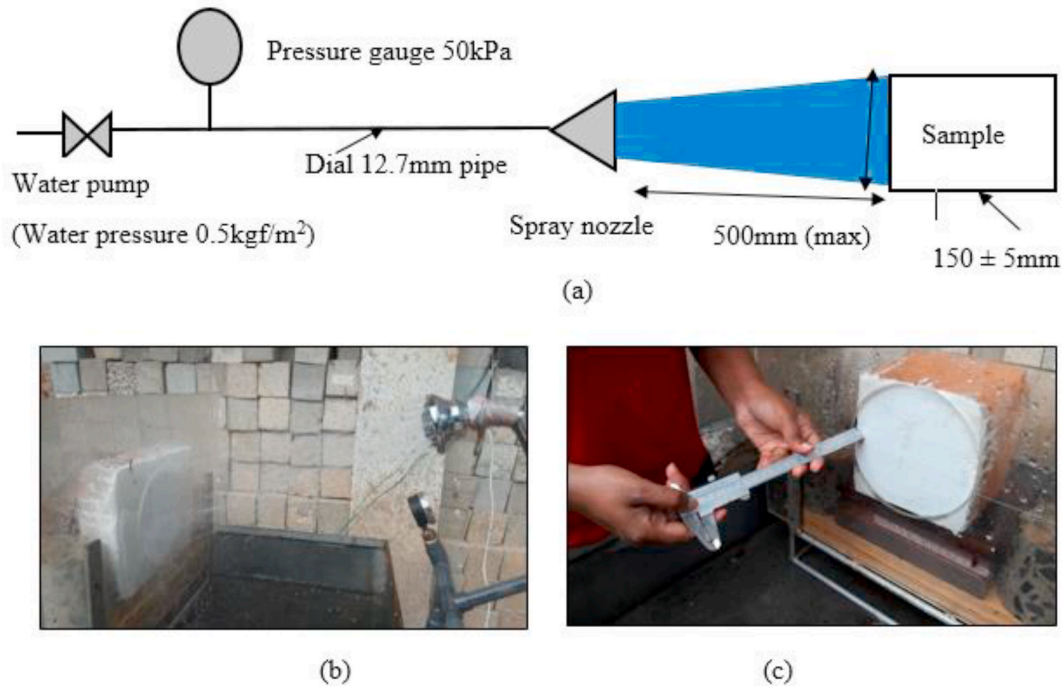 Pressure gauge 50kPa
Sample
Dial 12.7mm pipe
Water pump
Spray nozzle
500mm (max)
(Water pressure 0.5kgf/m²)
150 ± 5mm
(a)
(b)
(c)